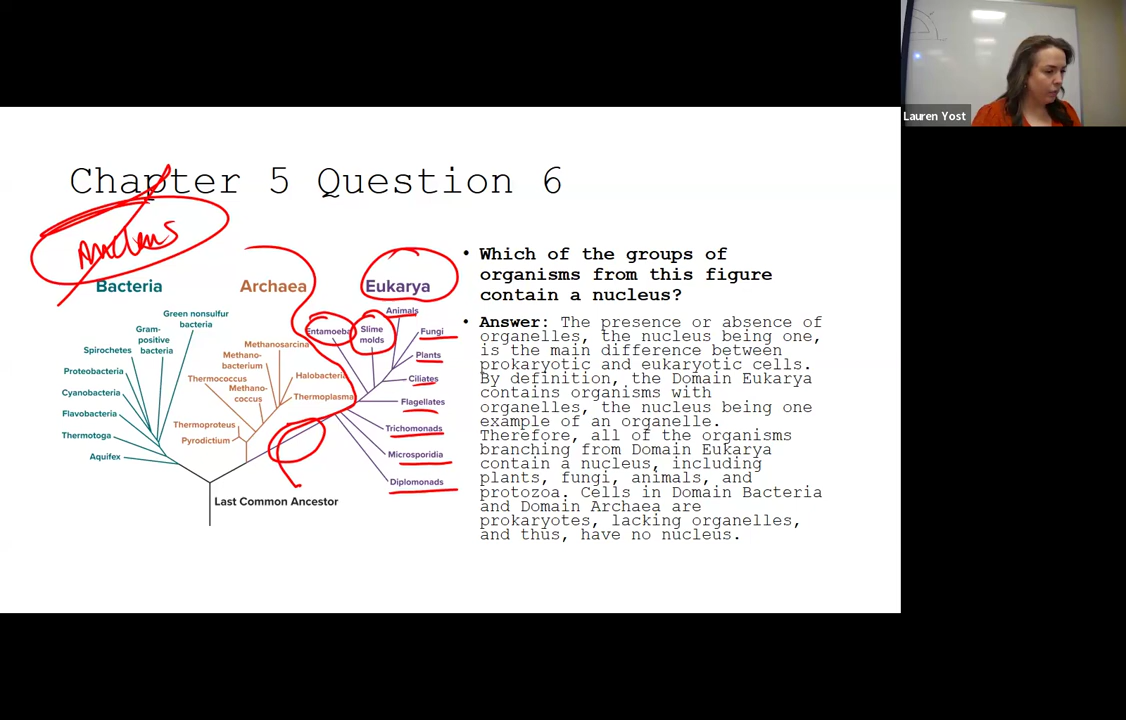 Lauren Yost
Chapter 5 Question 6
nucleus
Bacteria
Archaea
Eukarya
Green nonsulfur
bacteria
Gram-
positive
bacteria
Spirochetes
Proteobacteria
Cyanobacteria
Flavobacteria
Thermotoga
Aquifex
Methanosarcina
Methano-
bacterium
Halobacteria
Thermococcus
Methano-
coccus
Thermoplasma
Thermoproteus
Pyrodictium
Entamoeba
Slime
molds
Animals
Fungi
Plants
Ciliates
Flagellates
Trichomonads
Microsporidia
Diplomonads
Last Common Ancestor
• Which of the groups of
organisms from this figure
contain a nucleus?
• Answer: The presence or absence of
organelles, the nucleus being one,
is the main difference between
prokaryotic and eukaryotic cells.
By definition, the Domain Eukarya
contains organisms with
organelles, the nucleus being one
example of an organelle.
Therefore, all of the organisms
branching from Domain Eukarya
contain a nucleus, including
plants, fungi, animals, and
protozoa. Cells in Domain Bacteria
and Domain Archaea are
prokaryotes, lacking organelles,
and thus, have no nucleus.